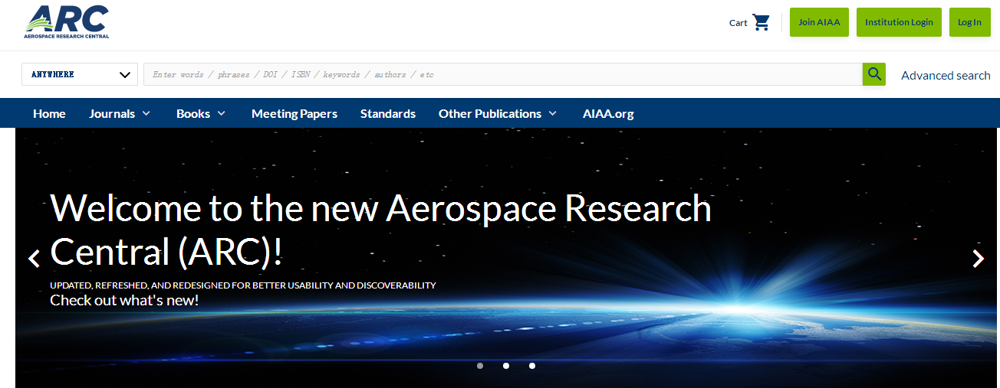 ARC
AEROSPACE RESEARCH CENTRAL
Cart
Join AIAA
Institution Login
Log In
ANYWHERE
Enter words / phrases / DOI / ISBN / keywords / authors / etc
Advanced search
Home
Journals
Books
Meeting Papers
Standards
Other Publications
AIAA.org
Welcome to the new Aerospace Research
Central (ARC)!
UPDATED, REFRESHED, AND REDESIGNED FOR BETTER USABILITY AND DISCOVERABILITY
Check out what's new!